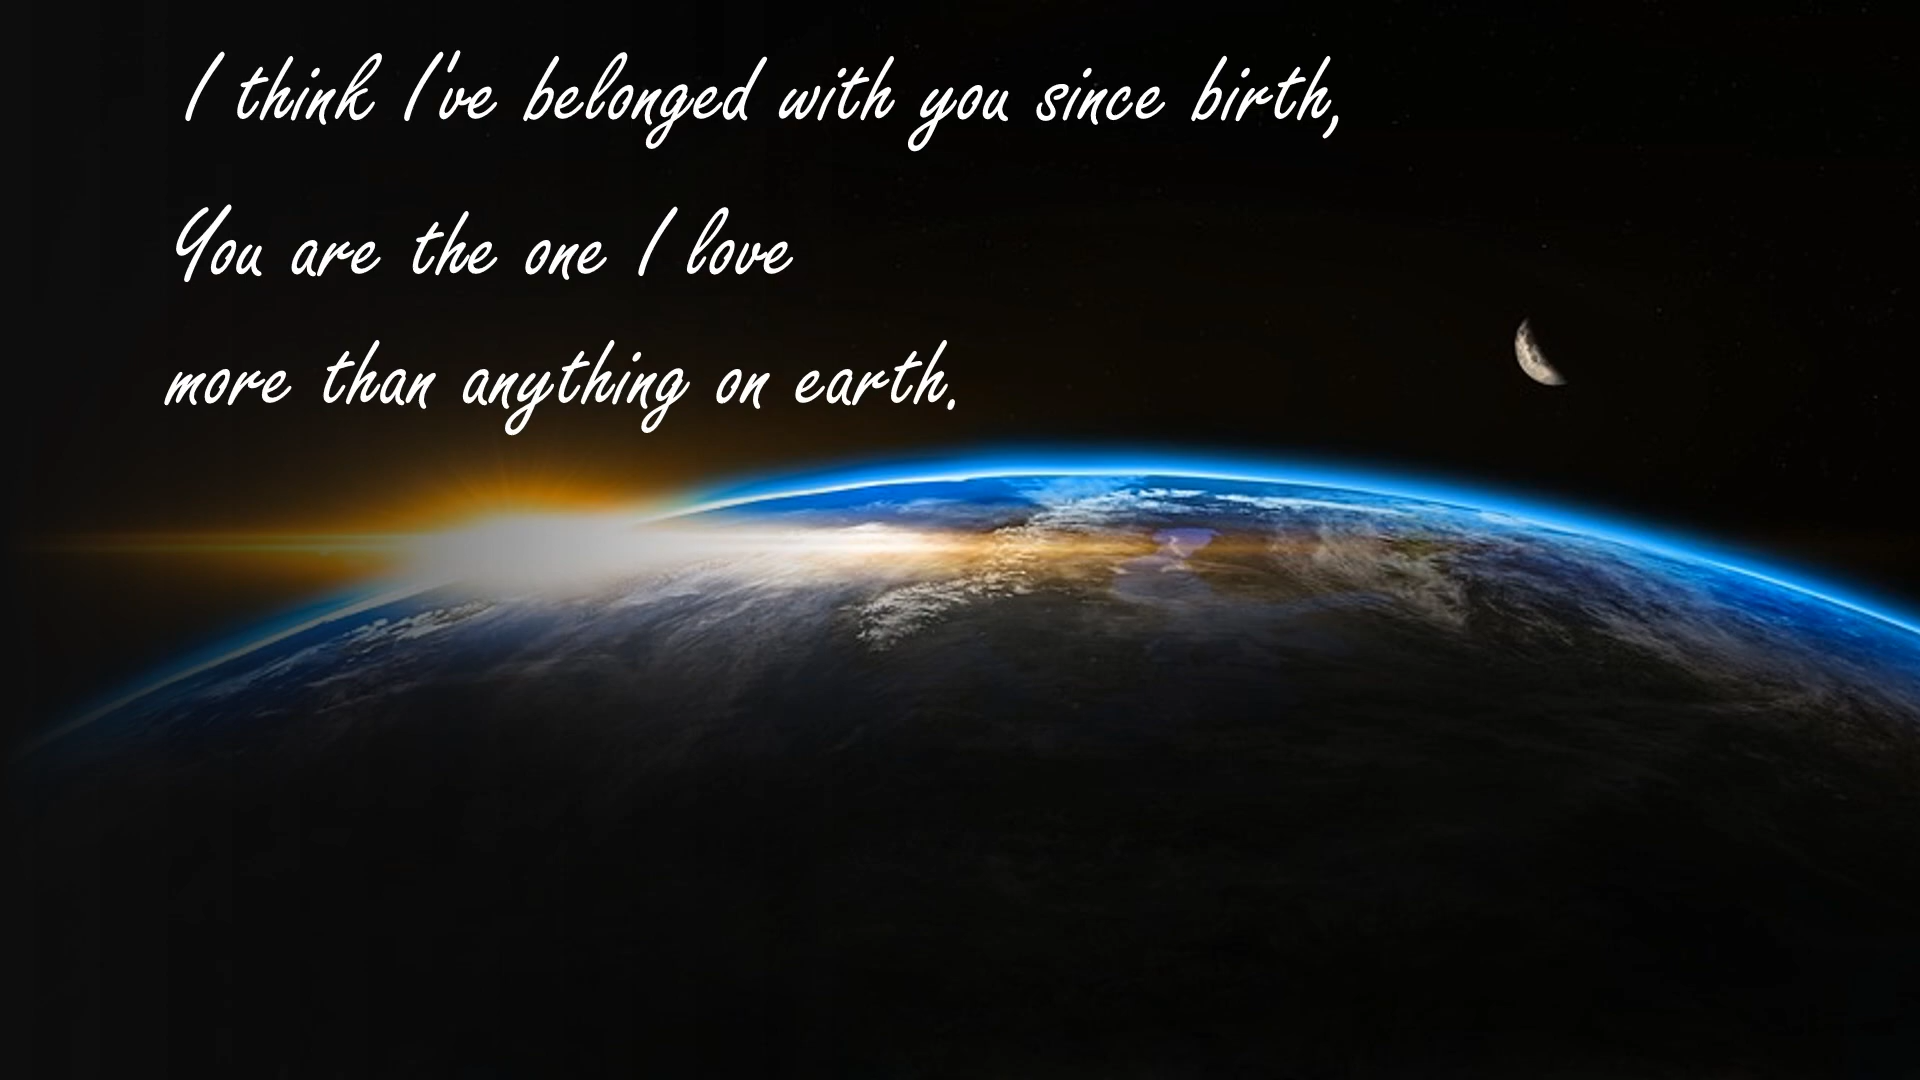 I think I've belonged with you since birth,
You are the one I love
more than anything on earth.